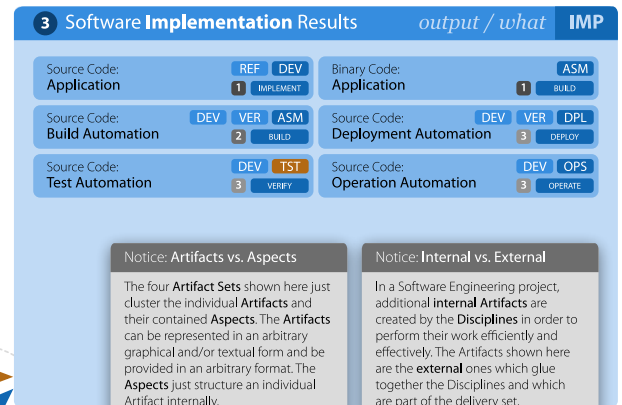 3 Software Implementation Results output / what IMP
Source Code: REF DEV
Application 1 IMPLEMENT
Binary Code: ASM
Application 1 BUILD
Source Code: DEV VER ASM
Build Automation 2 BUILD
Source Code: DEV VER DPL
Deployment Automation 3 DEPLOY
Source Code: DEV TST
Test Automation 3 VERIFY
Source Code: DEV OPS
Operation Automation 3 OPERATE
Notice: Artifacts vs. Aspects
The four Artifact Sets shown here just
cluster the individual Artifacts and
their contained Aspects. The Artifacts
can be represented in an arbitrary
graphical and/or textual form and be
provided in an arbitrary format. The
Aspects just structure an individual
Artifact internally.
Notice: Internal vs. External
In a Software Engineering project,
additional internal Artifacts are
created by the Disciplines in order to
perform their work efficiently and
effectively. The Artifacts shown here
are the external ones which glue
together the Disciplines and which
are part of the delivery set.